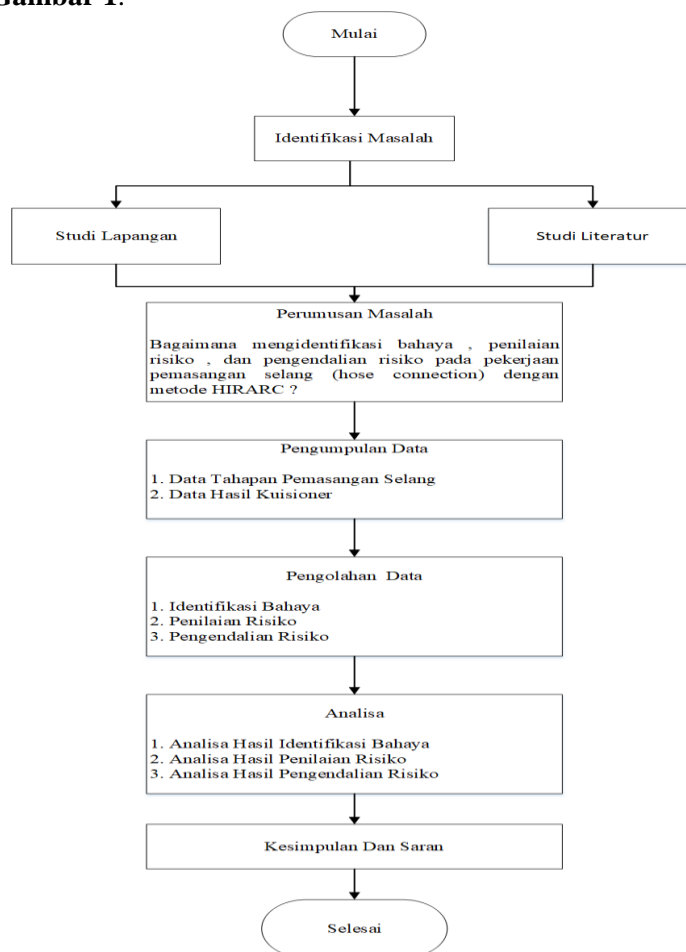 Gambar 1.
Mulai
Identifikasi Masalah
Studi Lapangan
Studi Literatur
Perumusan Masalah
Bagaimana mengidentifikasi bahaya , penilaian
risiko , dan pengendalian risiko pada pekerjaan
pemasangan selang (hose connection) dengan
metode HIRARC ?
Pengumpulan Data
1. Data Tahapan Pemasangan Selang
2. Data Hasil Kuisioner
Pengolahan Data
1. Identifikasi Bahaya
2. Penilaian Risiko
3. Pengendalian Risiko
Analisa
1. Analisa Hasil Identifikasi Bahaya
2. Analisa Hasil Penilaian Risiko
3. Analisa Hasil Pengendalian Risiko
Kesimpulan Dan Saran
Selesai